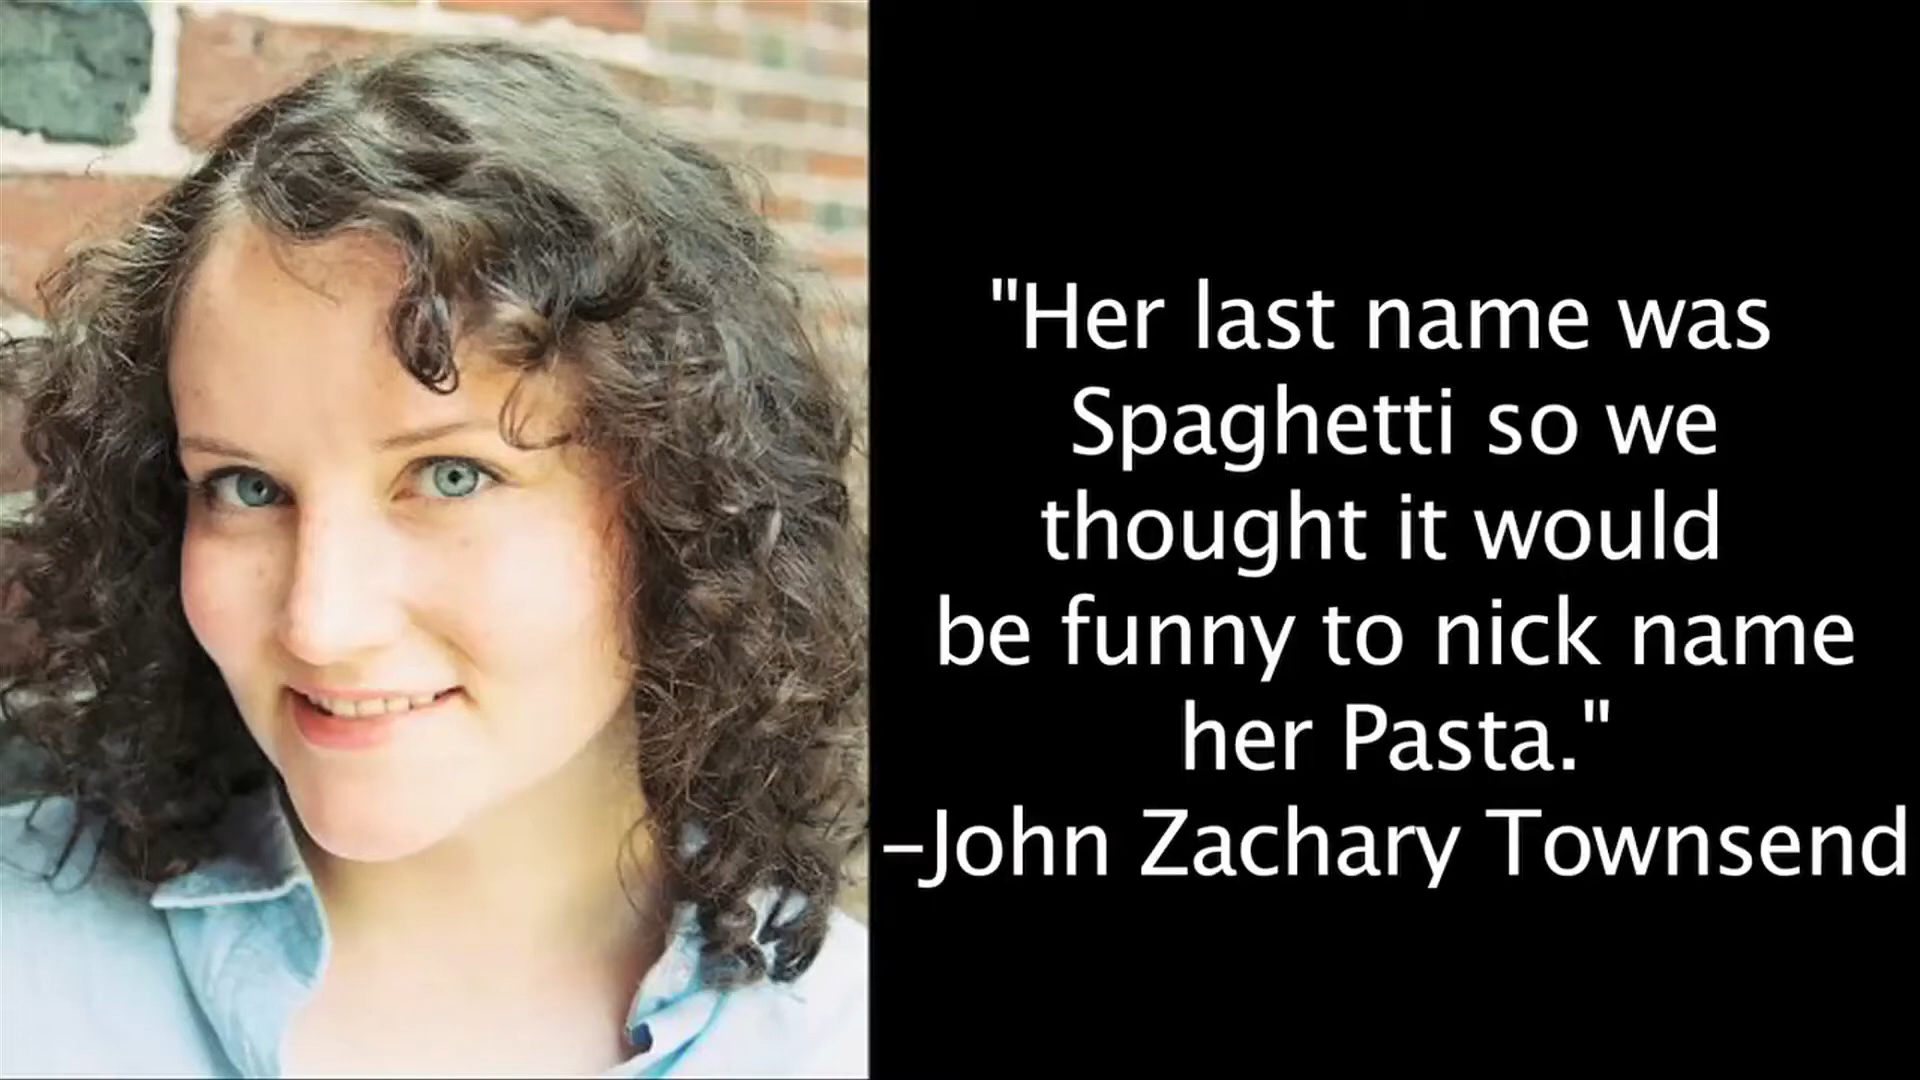 "Her last name was
Spaghetti so we
thought it would
be funny to nick name
her Pasta."
–John Zachary Townsend